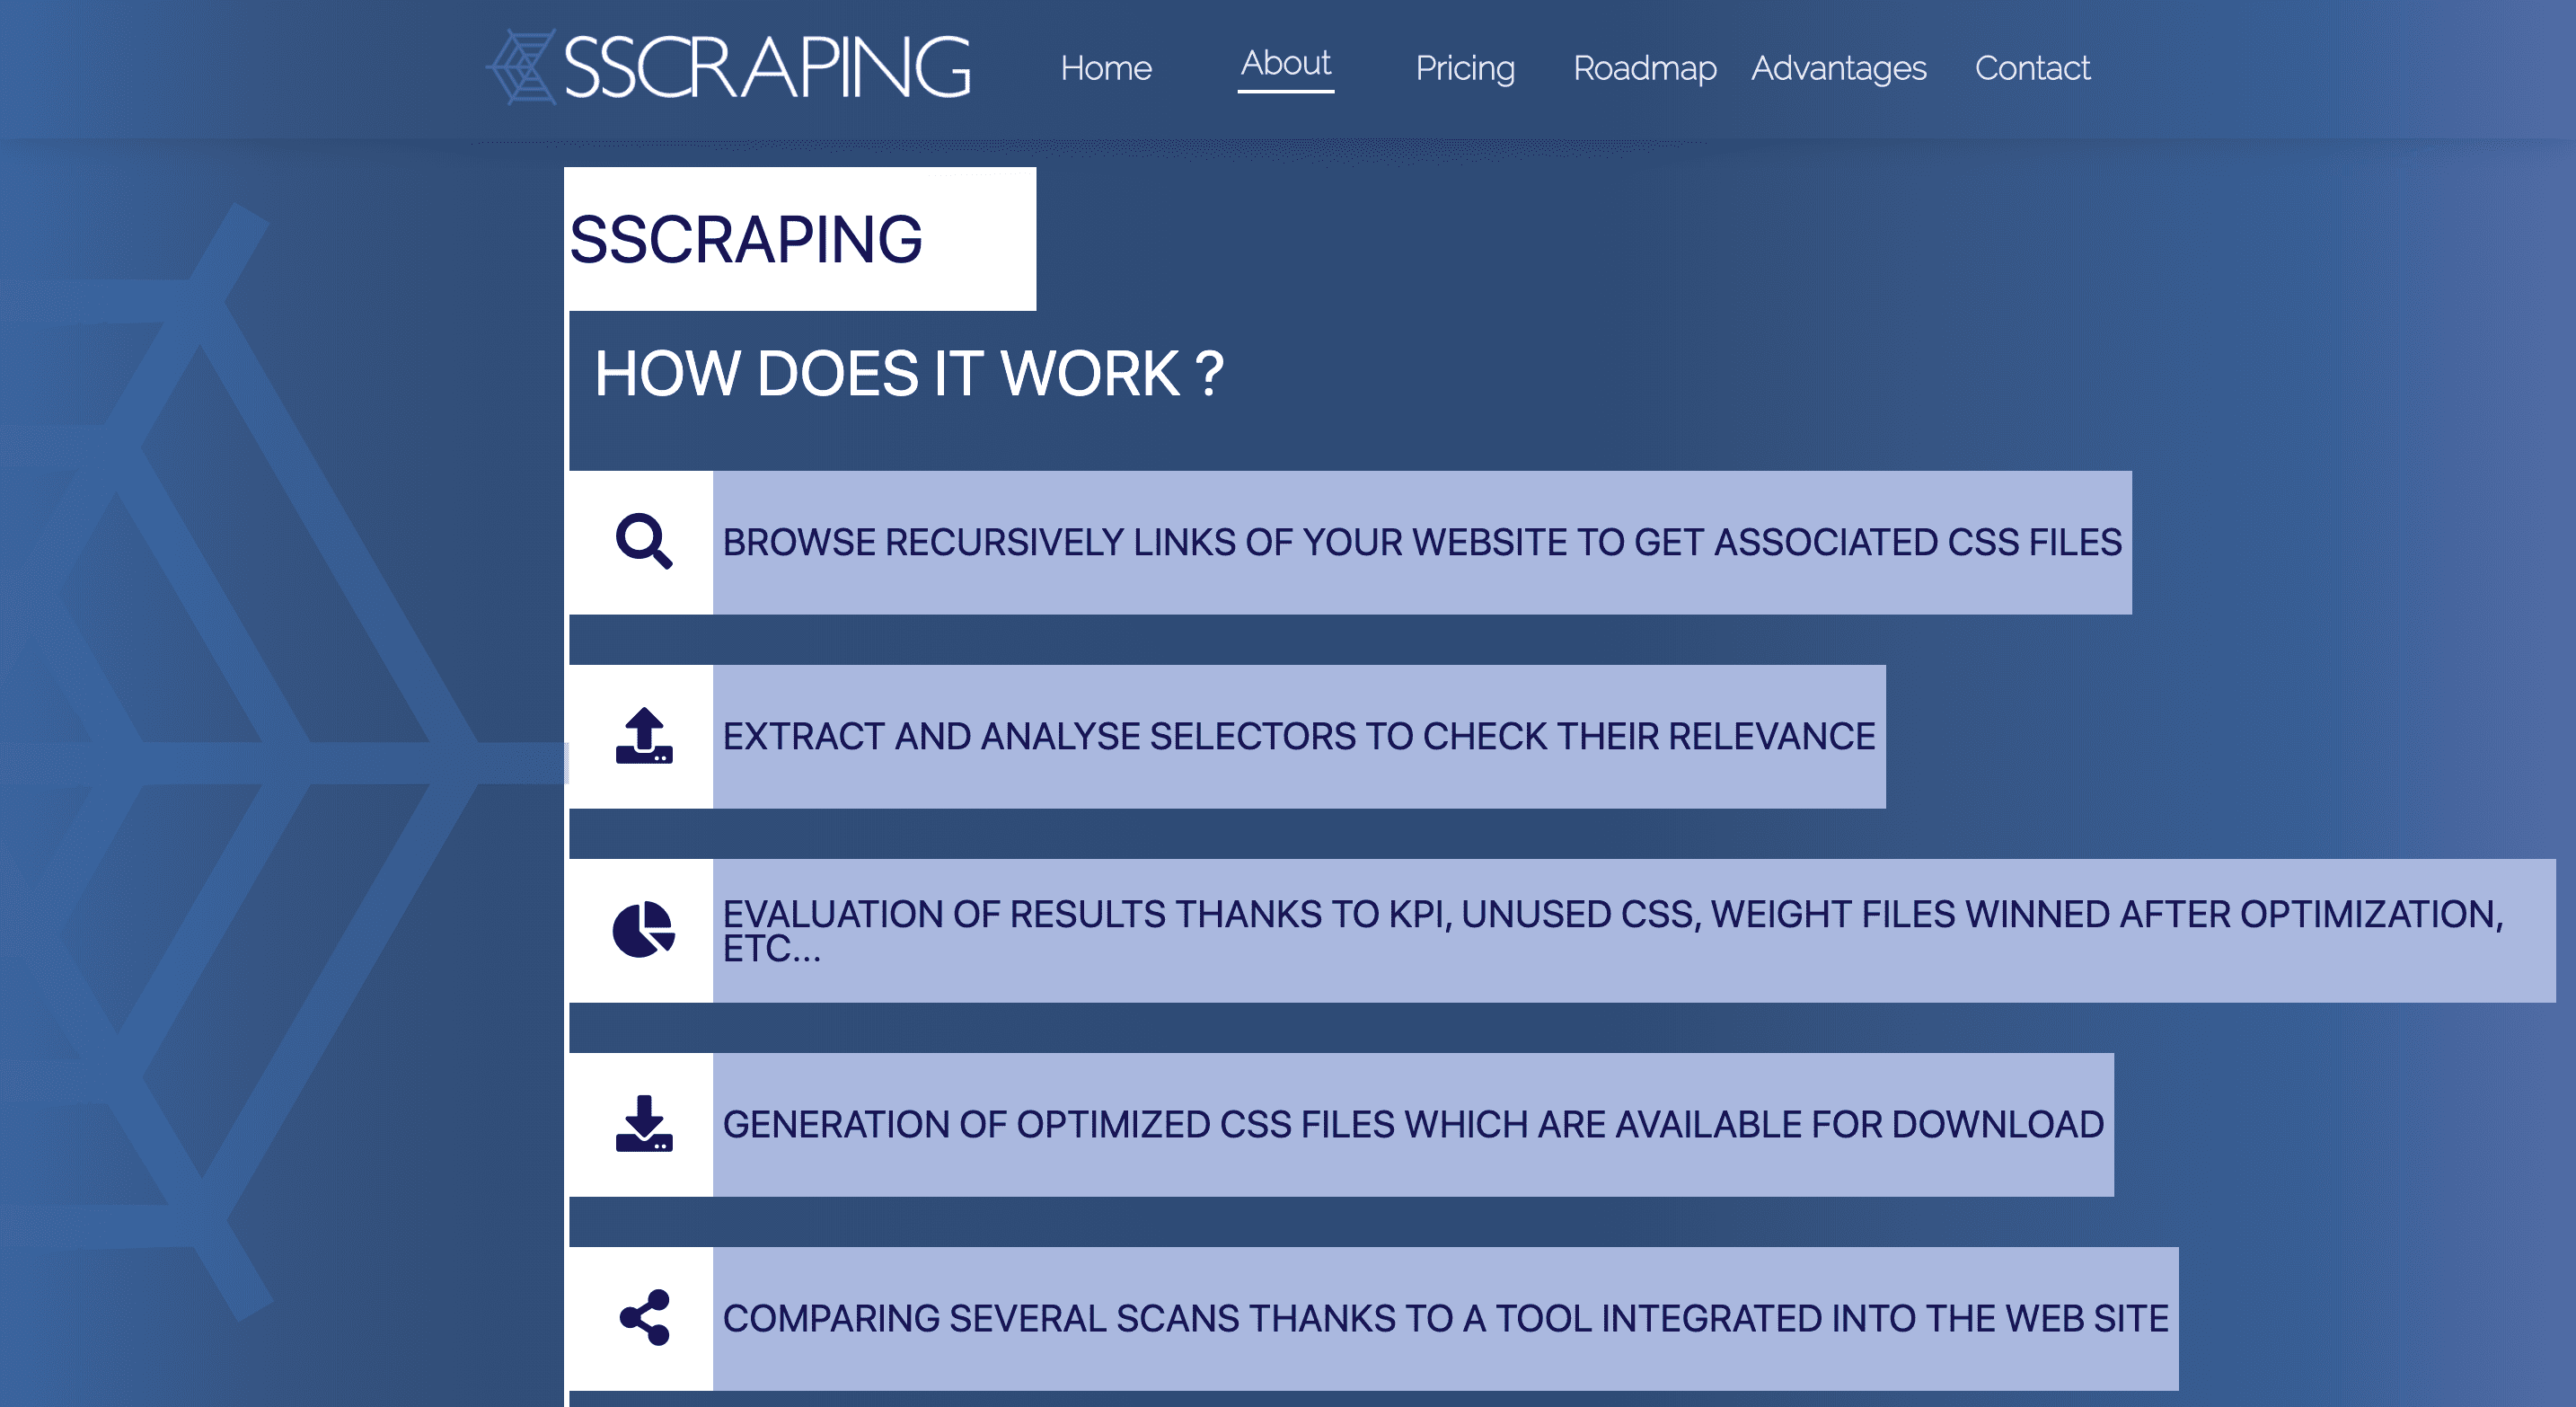 SSCRAPING
Home About Pricing Roadmap Advantages Contact
SSCRAPING
HOW DOES IT WORK ?
BROWSE RECURSIVELY LINKS OF YOUR WEBSITE TO GET ASSOCIATED CSS FILES
EXTRACT AND ANALYSE SELECTORS TO CHECK THEIR RELEVANCE
EVALUATION OF RESULTS THANKS TO KPI, UNUSED CSS, WEIGHT FILES WINNED AFTER OPTIMIZATION,
ETC...
GENERATION OF OPTIMIZED CSS FILES WHICH ARE AVAILABLE FOR DOWNLOAD
COMPARING SEVERAL SCANS THANKS TO A TOOL INTEGRATED INTO THE WEB SITE